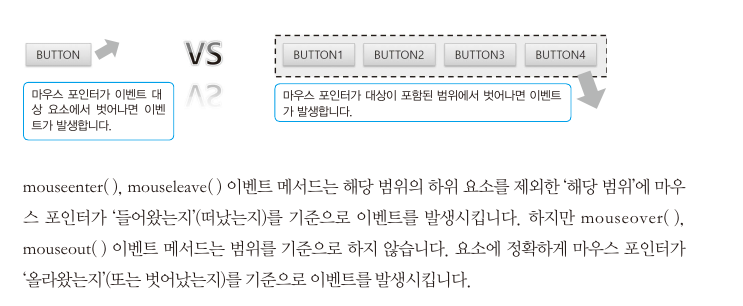 BUTTON
VS
BUTTON1 BUTTON2 BUTTON3 BUTTON4
마우스 포인터가 이벤트 대
상 요소에서 벗어나면 이벤
트가 발생합니다.
마우스 포인터가 대상이 포함된 범위에서 벗어나면 이벤트
가 발생합니다.
mouseenter( ), mouseleave( ) 이벤트 메서드는 해당 범위의 하위 요소를 제외한 ‘해당 범위’에 마우
스 포인터가 ‘들어왔는지’(떠났는지)를 기준으로 이벤트를 발생시킵니다. 하지만 mouseover( ),
mouseout( ) 이벤트 메서드는 범위를 기준으로 하지 않습니다. 요소에 정확하게 마우스 포인터가
‘올라왔는지’(또는 벗어났는지)를 기준으로 이벤트를 발생시킵니다.